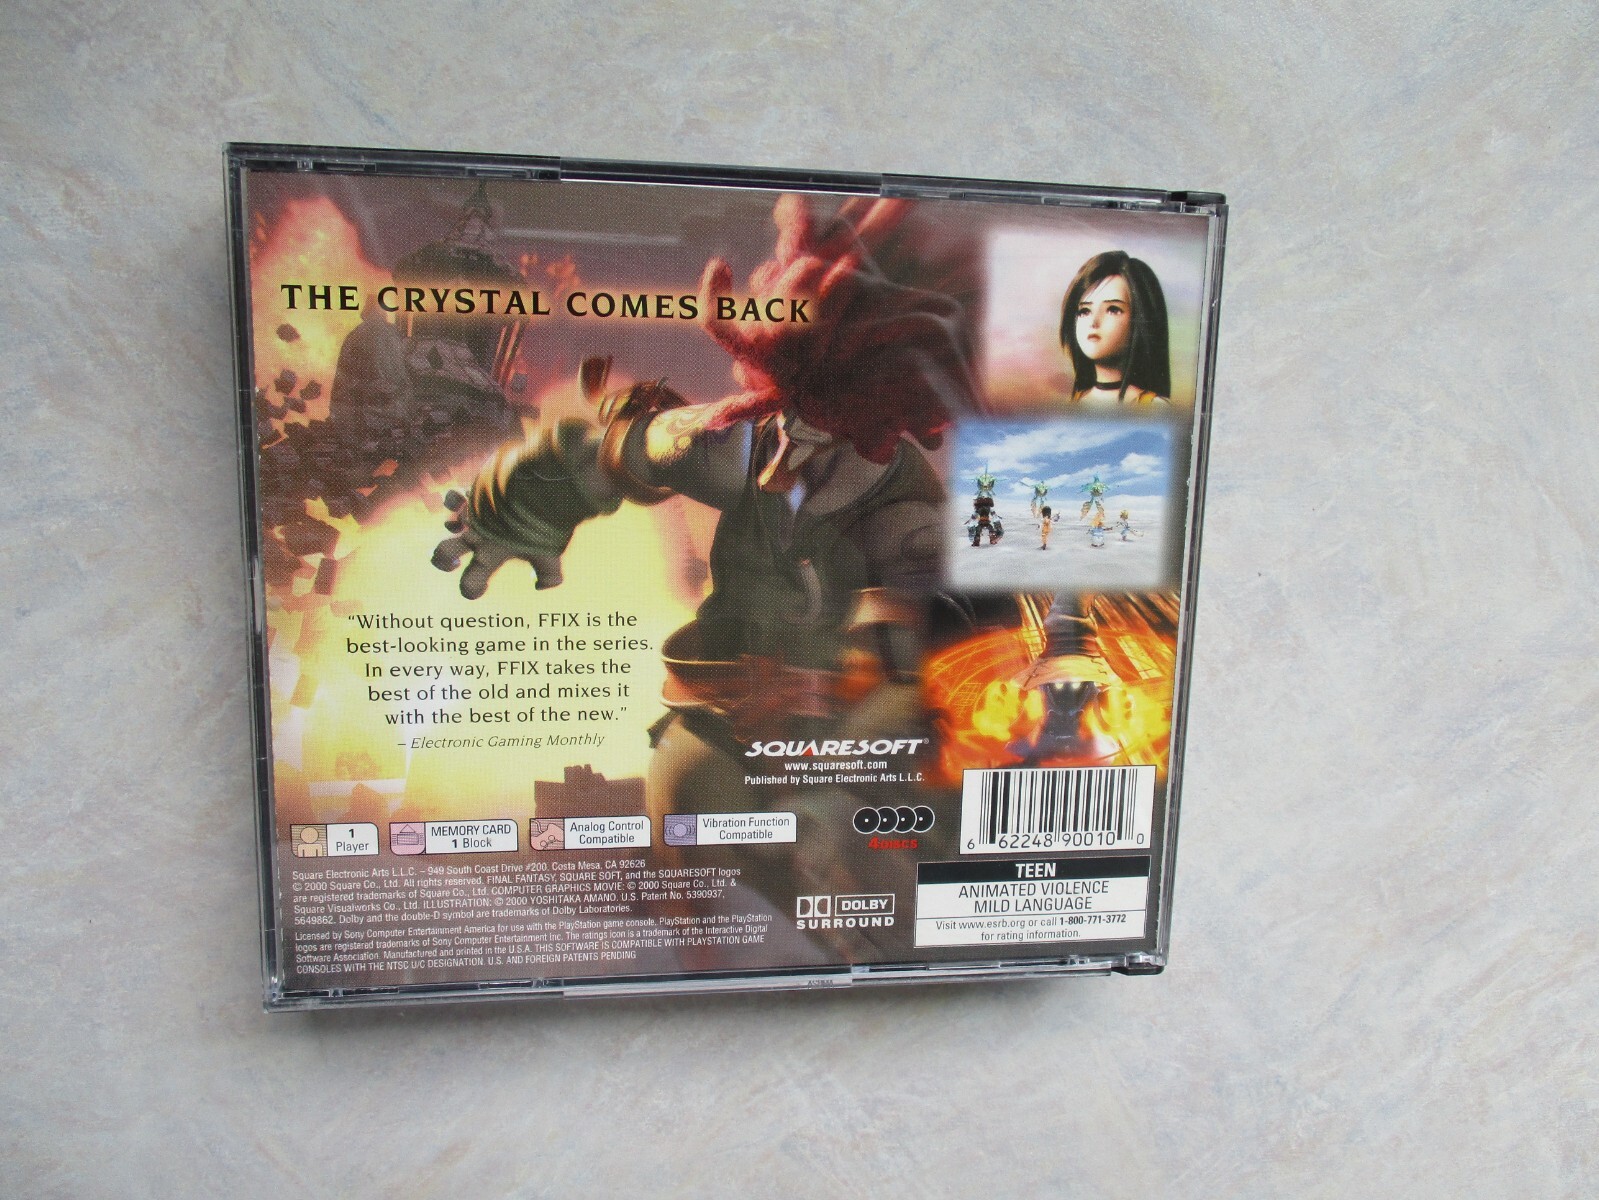 THE CRYSTAL COMES BACK
"Without question, FFIX is the
best-looking game in the series.
In every way, FFIX takes the
best of the old and mixes it
with the best of the new."
– Electronic Gaming Monthly
SQUARESOFT®
www.squaresoft.com
Published by Square Electronic Arts L.L.C.
4 discs
1
Player
MEMORY CARD
1 Block
Analog Control
Compatible
Vibration Function
Compatible
6 62248 90010 0
Square Electronic Arts L.L.C. – 949 South Coast Drive #200, Costa Mesa, CA 92626
© 2000 Square Co., Ltd. All rights reserved. FINAL FANTASY, SQUARE SOFT, and the SQUARESOFT logos
are registered trademarks of Square Co., Ltd. COMPUTER GRAPHICS MOVIE: © 2000 Square Co., Ltd. &
Square Visualworks Co., Ltd. ILLUSTRATION: © 2000 YOSHITAKA AMANO. U.S. Patent No. 5390937,
5649862. Dolby and the double-D symbol are trademarks of Dolby Laboratories.
Licensed by Sony Computer Entertainment America for use with the PlayStation game console. PlayStation and the PlayStation
logos are registered trademarks of Sony Computer Entertainment Inc. The ratings icon is a trademark of the Interactive Digital
Software Association. Manufactured and printed in the U.S.A. THIS SOFTWARE IS COMPATIBLE WITH PLAYSTATION GAME
CONSOLES WITH THE NTSC U/C DESIGNATION. U.S. AND FOREIGN PATENTS PENDING
DOLBY
SURROUND
TEEN
ANIMATED VIOLENCE
MILD LANGUAGE
Visit www.esrb.org or call 1-800-771-3772
for rating information.